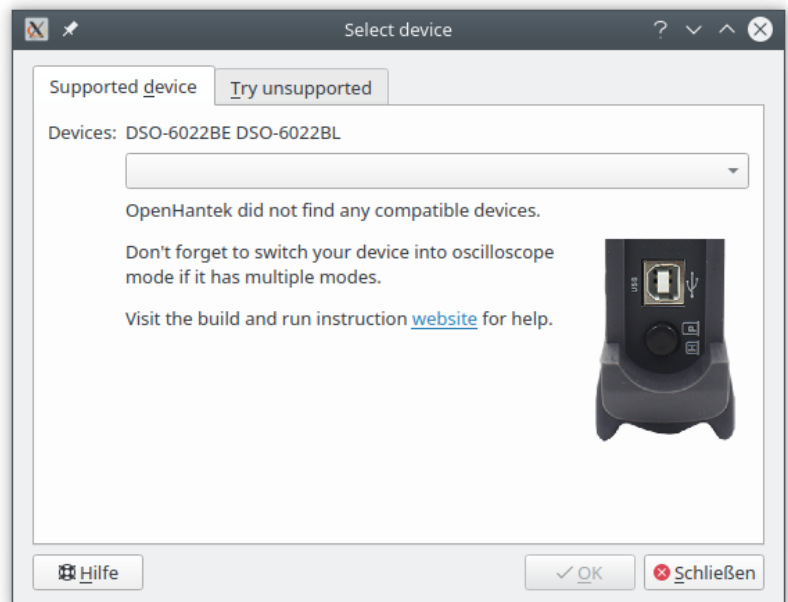 Select device
Supported device
Try unsupported
Devices: DSO-6022BE DSO-6022BL
OpenHantek did not find any compatible devices.
Don't forget to switch your device into oscilloscope
mode if it has multiple modes.
Visit the build and run instruction website for help.
USB
P
H
Hilfe
OK
Schließen